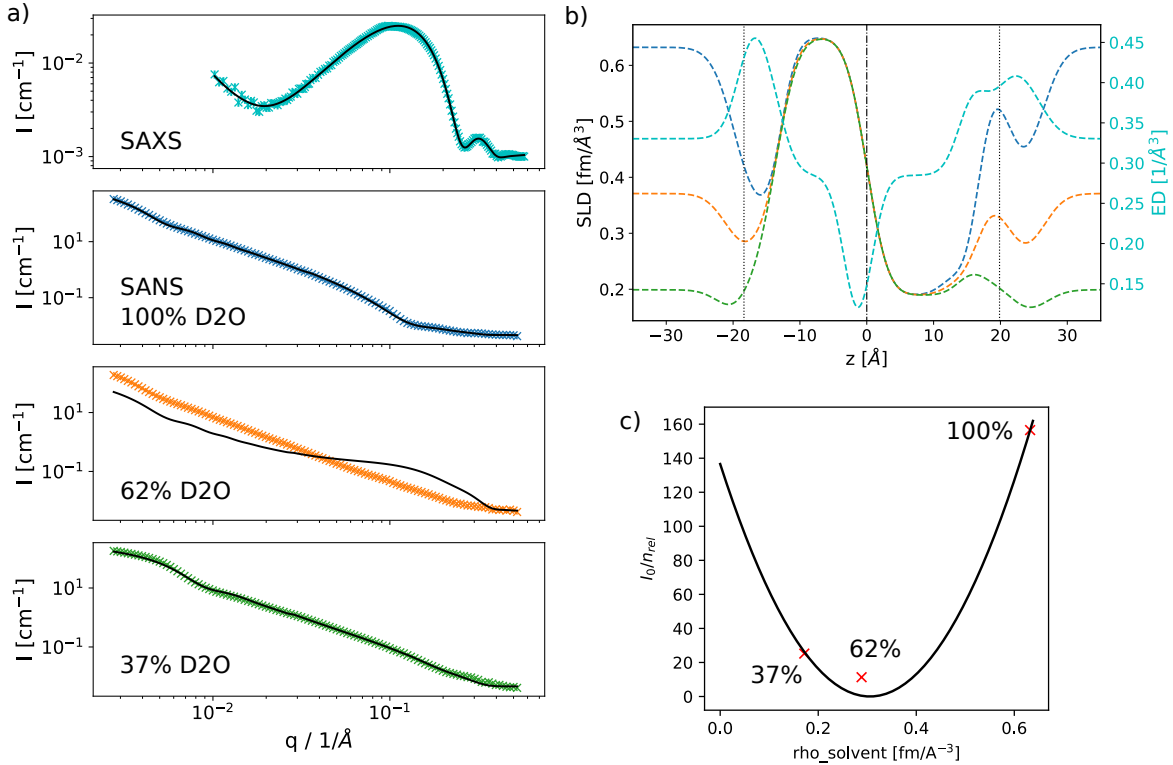 a)
I [cm⁻¹]
10⁻²
10⁻³
SAXS
I [cm⁻¹]
10¹
10⁻¹
SANS
100% D2O
I [cm⁻¹]
10¹
10⁻¹
62% D2O
I [cm⁻¹]
10¹
10⁻¹
37% D2O
10⁻² 10⁻¹
q / 1/Å
b)
SLD [fm/Å³]
0.6
0.5
0.4
0.3
0.2
0.45
0.40
0.35
0.30
0.25
0.20
0.15
ED [1/Å³]
−30 −20 −10 0 10 20 30
z [Å]
c)
I₀/nᵣₑₗ
160
140
120
100
80
60
40
20
0
100%
62%
37%
0.0 0.2 0.4 0.6
rho_solvent [fm/A⁻³]